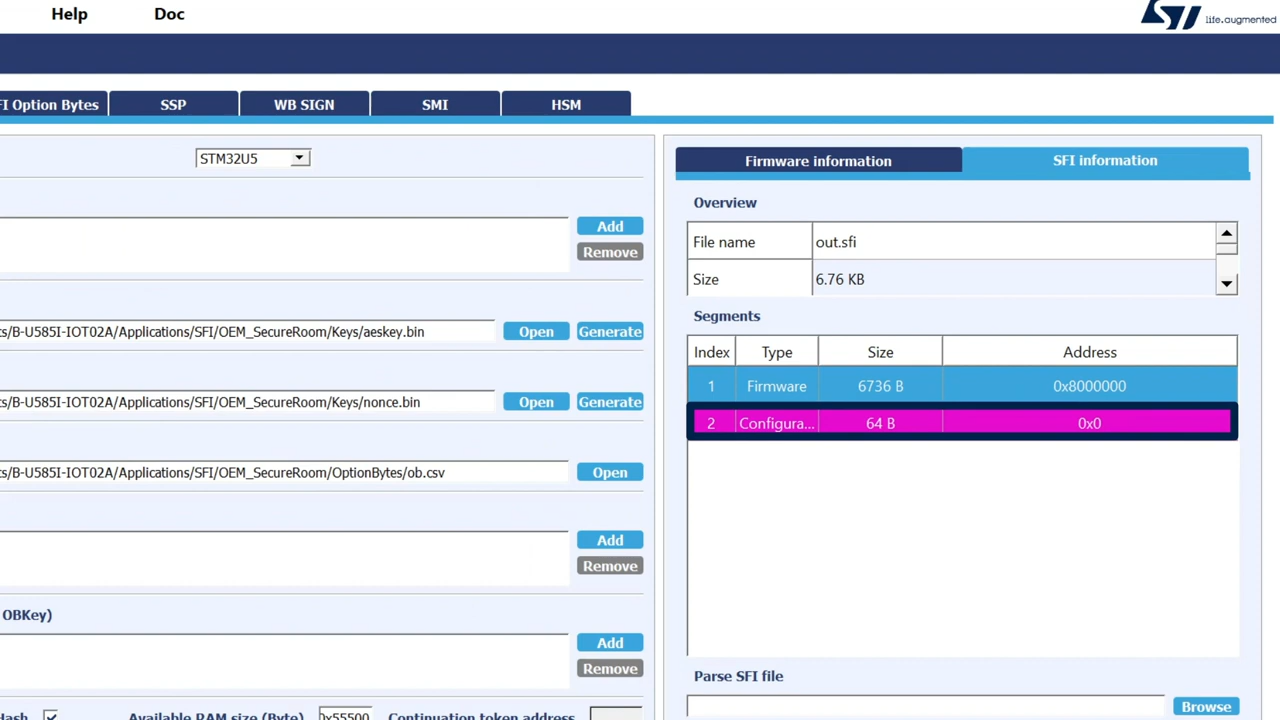 Help Doc
life.augmented
FI Option Bytes SSP WB SIGN SMI HSM
STM32U5
Add
Remove
s/B-U585I-IOT02A/Applications/SFI/OEM_SecureRoom/Keys/aeskey.bin Open Generate
s/B-U585I-IOT02A/Applications/SFI/OEM_SecureRoom/Keys/nonce.bin Open Generate
s/B-U585I-IOT02A/Applications/SFI/OEM_SecureRoom/OptionBytes/ob.csv Open
Add
Remove
OBKey)
Add
Remove
Hash Available RAM size (Byte) 0x55500 Continuation token address
Firmware information SFI information
Overview
File name out.sfi
Size 6.76 KB
Segments
Index Type Size Address
1 Firmware 6736 B 0x8000000
2 Configura... 64 B 0x0
Parse SFI file
Browse